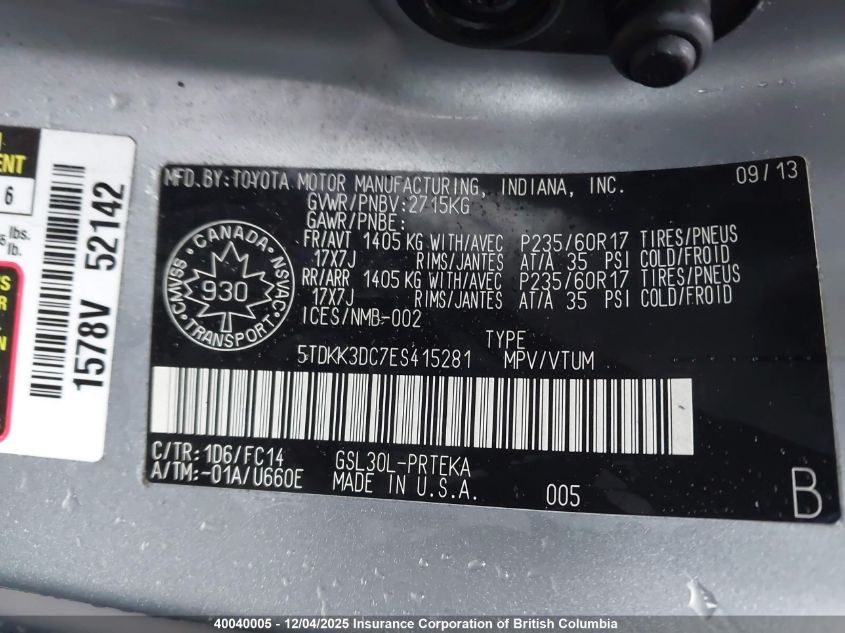 MFD.BY:TOYOTA MOTOR MANUFACTURING, INDIANA, INC. 09/13
GVWR/PNBV:2715KG
GAWR/PNBE:
FR/AVT 1405 KG WITH/AVEC P235/60R17 TIRES/PNEUS
17X7J RIMS/JANTES AT/A 35 PSI COLD/FROID
RR/ARR 1405 KG WITH/AVEC P235/60R17 TIRES/PNEUS
17X7J RIMS/JANTES AT/A 35 PSI COLD/FROID
ICES/NMB-002
CANADA
CMVSS NSVAC
930
TRANSPORT
TYPE
5TDKK3DC7ES415281 MPV/VTUM
C/TR:1D6/FC14 GSL30L-PRTEKA
A/TM:-01A/U660E MADE IN U.S.A. 005
B
6
lbs.
lb.
1578V 52142
40040005 - 12/04/2025 Insurance Corporation of British Columbia